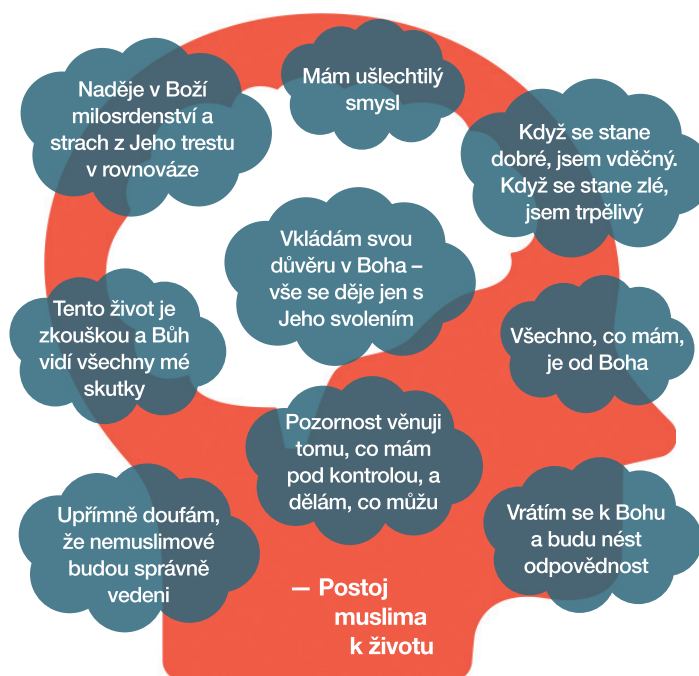 Naděje v Boží
milosrdenství a
strach z Jeho trestu
v rovnováze
Mám ušlechtilý
smysl
Když se stane
dobré, jsem vděčný.
Když se stane zlé,
jsem trpělivý
Vkládám svou
důvěru v Boha –
vše se děje jen s
Jeho svolením
Tento život je
zkouškou a Bůh
vidí všechny mé
skutky
Všechno, co mám,
je od Boha
Pozornost věnuji
tomu, co mám
pod kontrolou, a
dělám, co můžu
Upřímně doufám,
že nemuslimové
budou správně
vedeni
Vrátím se k Bohu
a budu nést
odpovědnost
— Postoj
muslima
k životu